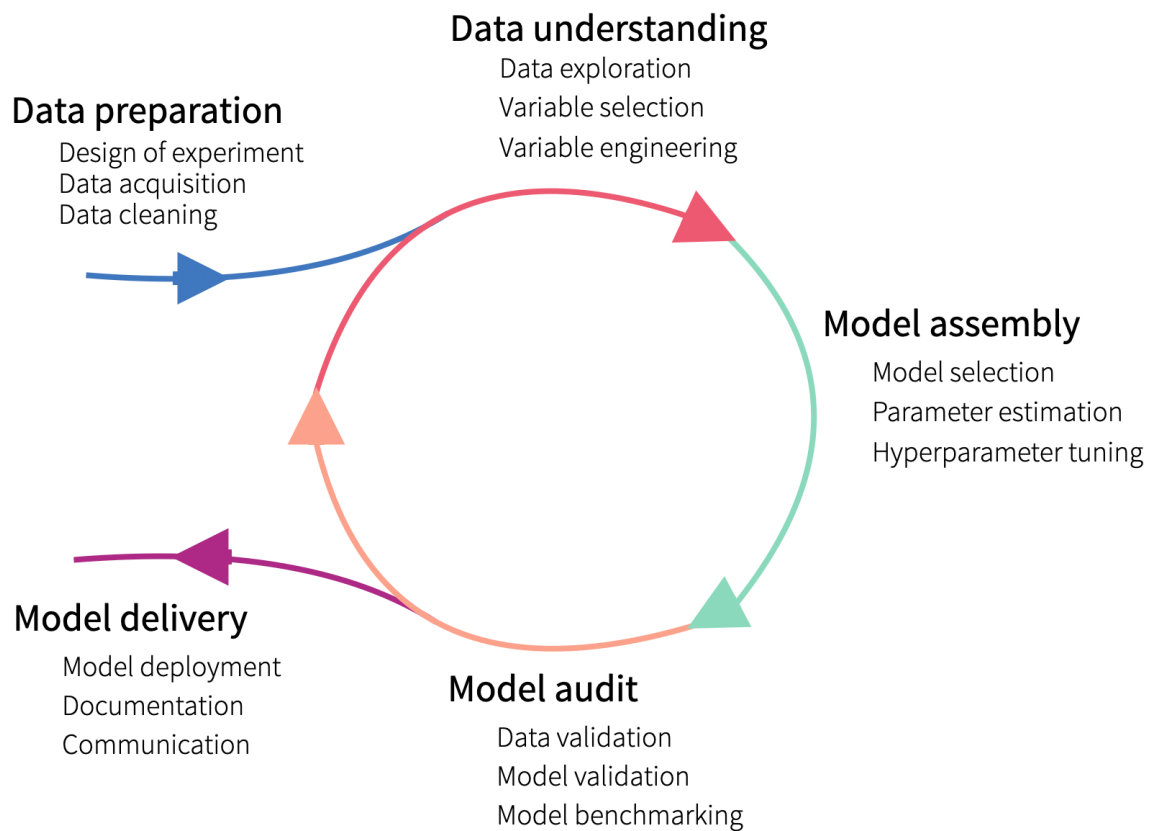 Data preparation
Design of experiment
Data acquisition
Data cleaning
Data understanding
Data exploration
Variable selection
Variable engineering
Model assembly
Model selection
Parameter estimation
Hyperparameter tuning
Model audit
Data validation
Model validation
Model benchmarking
Model delivery
Model deployment
Documentation
Communication